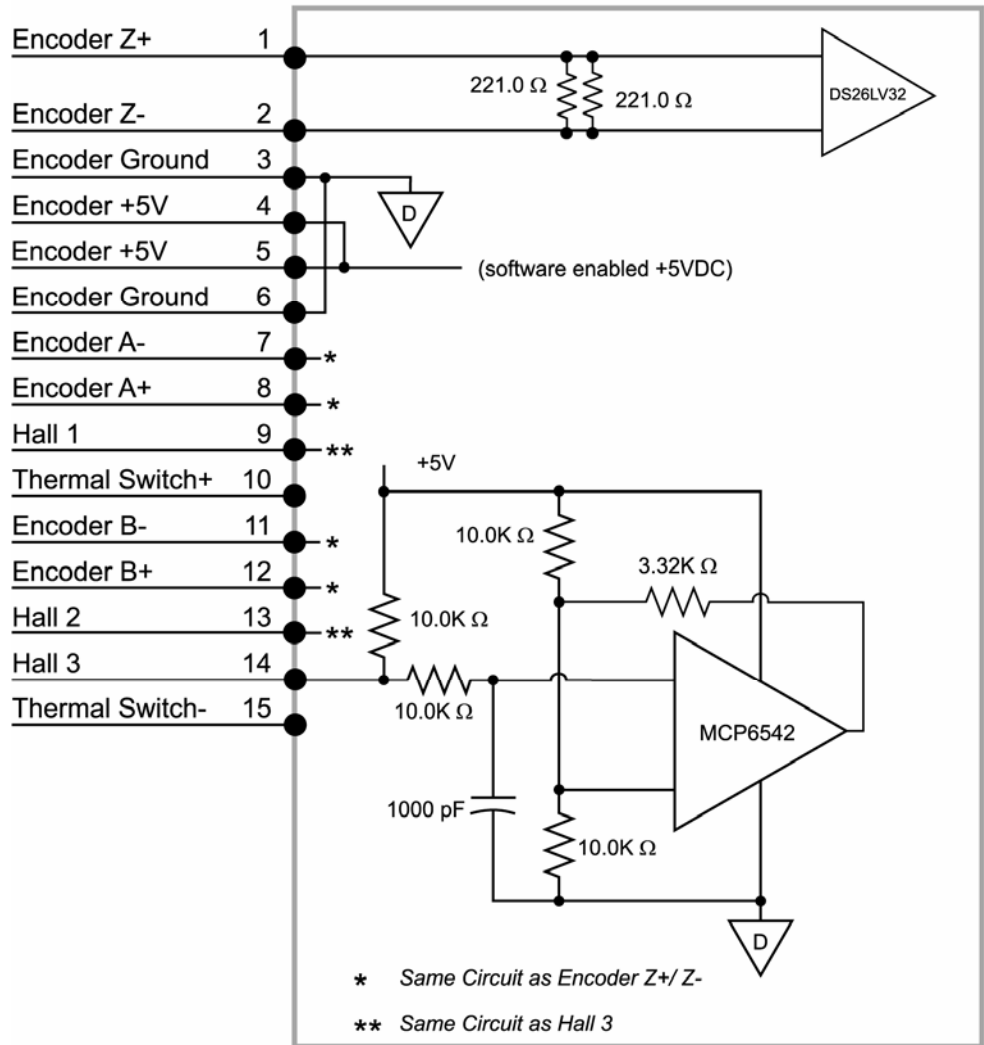 Encoder Z+ 1
Encoder Z- 2
Encoder Ground 3
Encoder +5V 4
Encoder +5V 5
Encoder Ground 6
Encoder A- 7
*
Encoder A+ 8
*
Hall 1 9
**
Thermal Switch+ 10
Encoder B- 11
*
Encoder B+ 12
*
Hall 2 13
**
Hall 3 14
Thermal Switch- 15
221.0 Ω
221.0 Ω
DS26LV32
D
(software enabled +5VDC)
+5V
10.0K Ω
3.32K Ω
10.0K Ω
10.0K Ω
MCP6542
1000 pF
10.0K Ω
D
* Same Circuit as Encoder Z+/ Z-
** Same Circuit as Hall 3